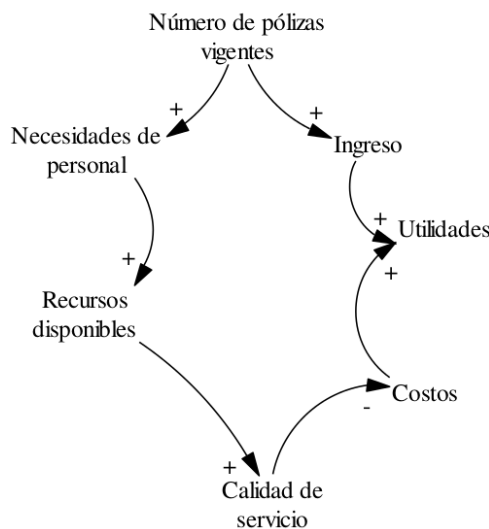 Número de pólizas
vigentes
+
+
Necesidades de
personal
Ingreso
+
Utilidades
+
+
Recursos
disponibles
Costos
-
+
Calidad de
servicio